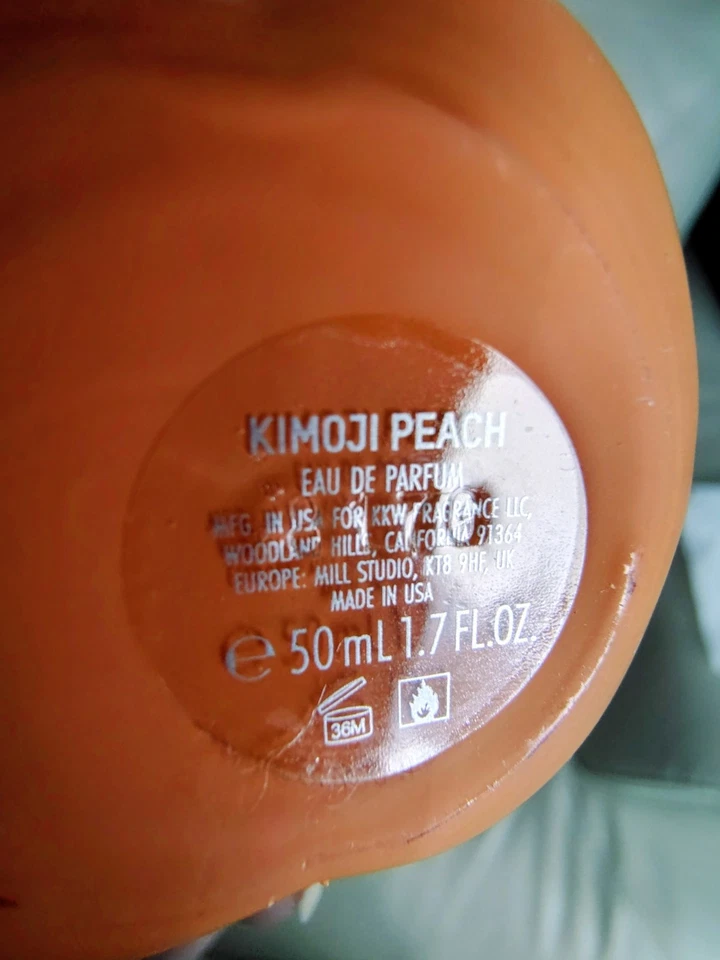 KIMOJI PEACH
EAU DE PARFUM
MFG. IN USA FOR KKW FRAGRANCE LLC,
WOODLAND HILLS, CALIFORNIA 91364
EUROPE: MILL STUDIO, KT8 9HF, UK
MADE IN USA
e 50 mL 1.7 FL.OZ.
36M